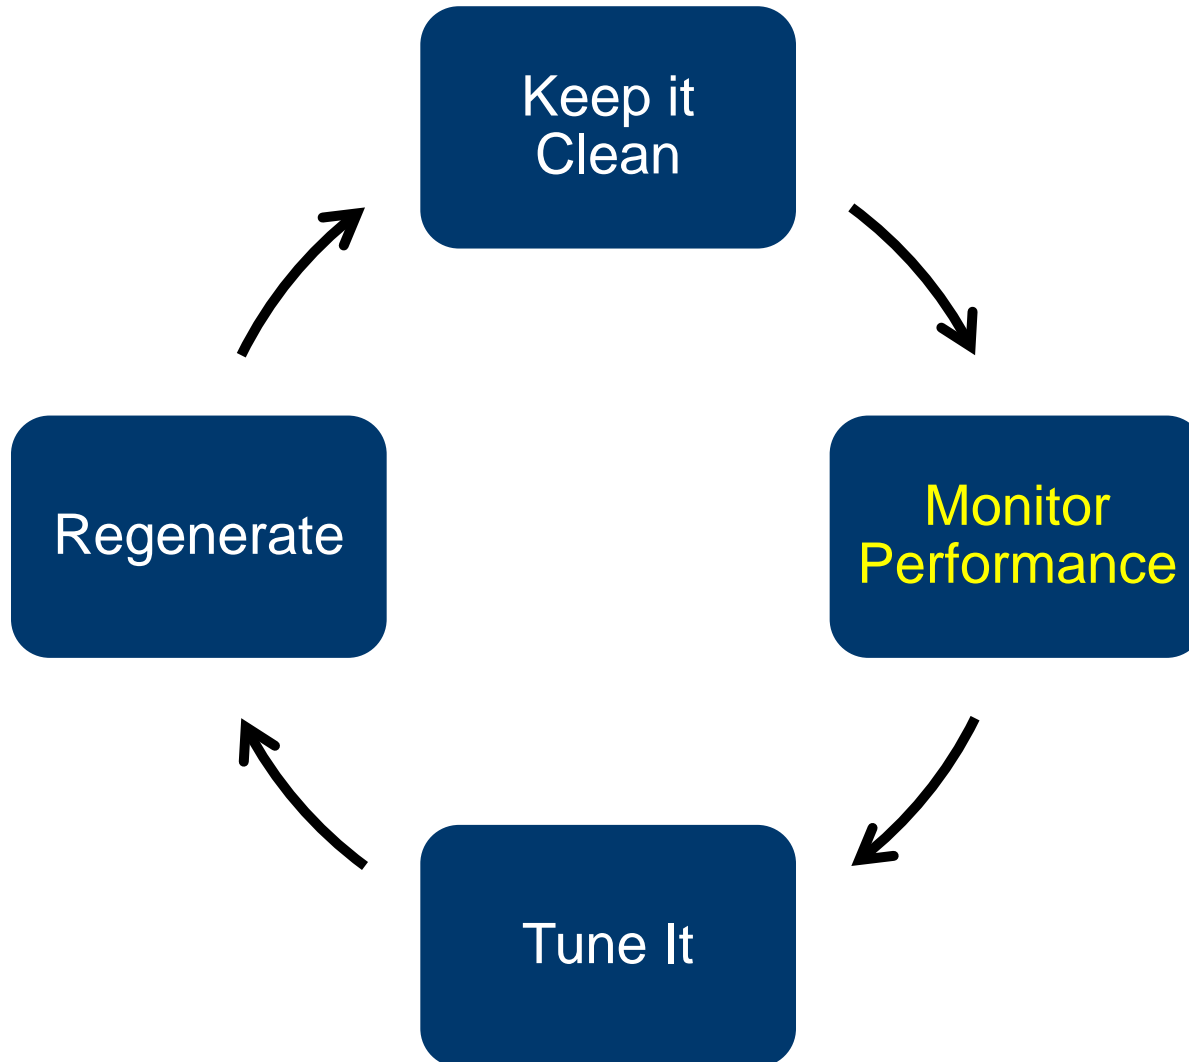 Keep it
Clean
Monitor
Performance
Tune It
Regenerate